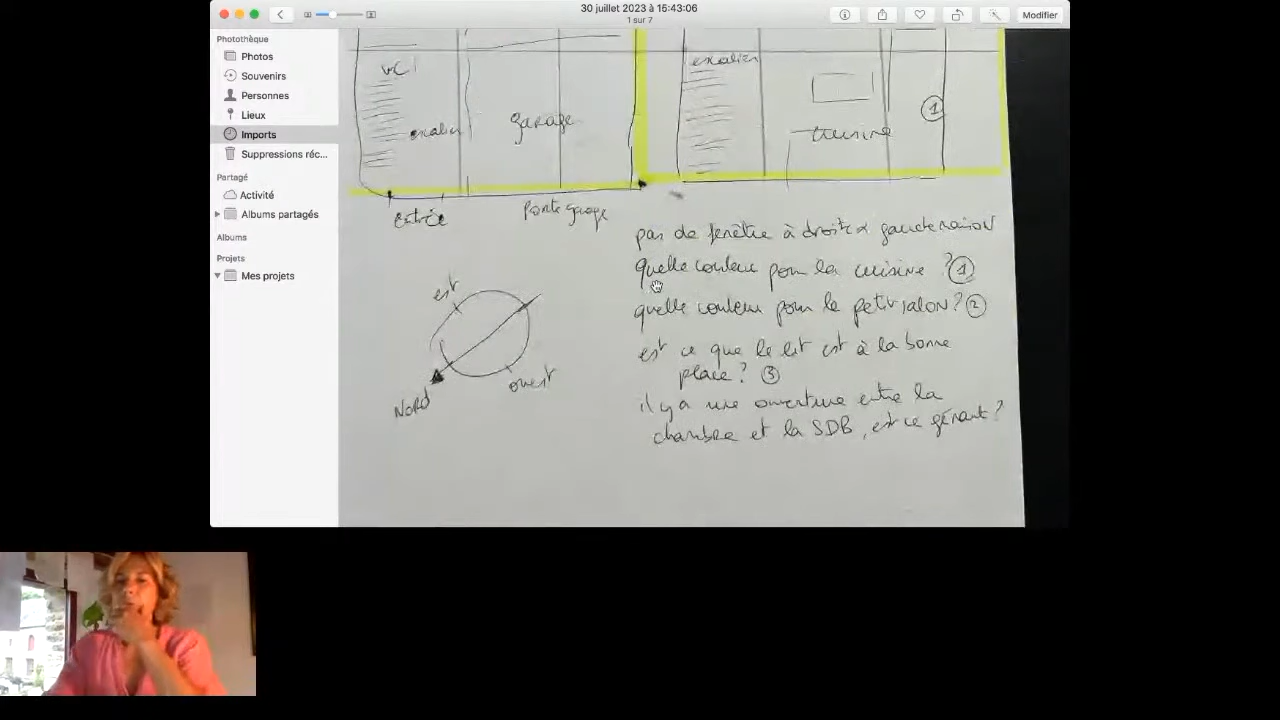 30 juillet 2023 à 16:43:06
1 sur 7
Modifier
Photothèque
Photos
Souvenirs
Personnes
Lieux
Imports
Suppressions réc...
Partagé
Activité
Albums partagés
Albums
Projets
Mes projets
WC
escalier
garage
Entrée
Porte garage
escalier
cuisine
1
est
ouest
NORD
pas de fenêtre à droite & gauche maison
quelle couleur pour la cuisine ? 1
quelle couleur pour le petit salon ? 2
est ce que le lit est à la bonne
place ? 3
il y a une ouverture entre la
chambre et la SDB, est ce gênant ?